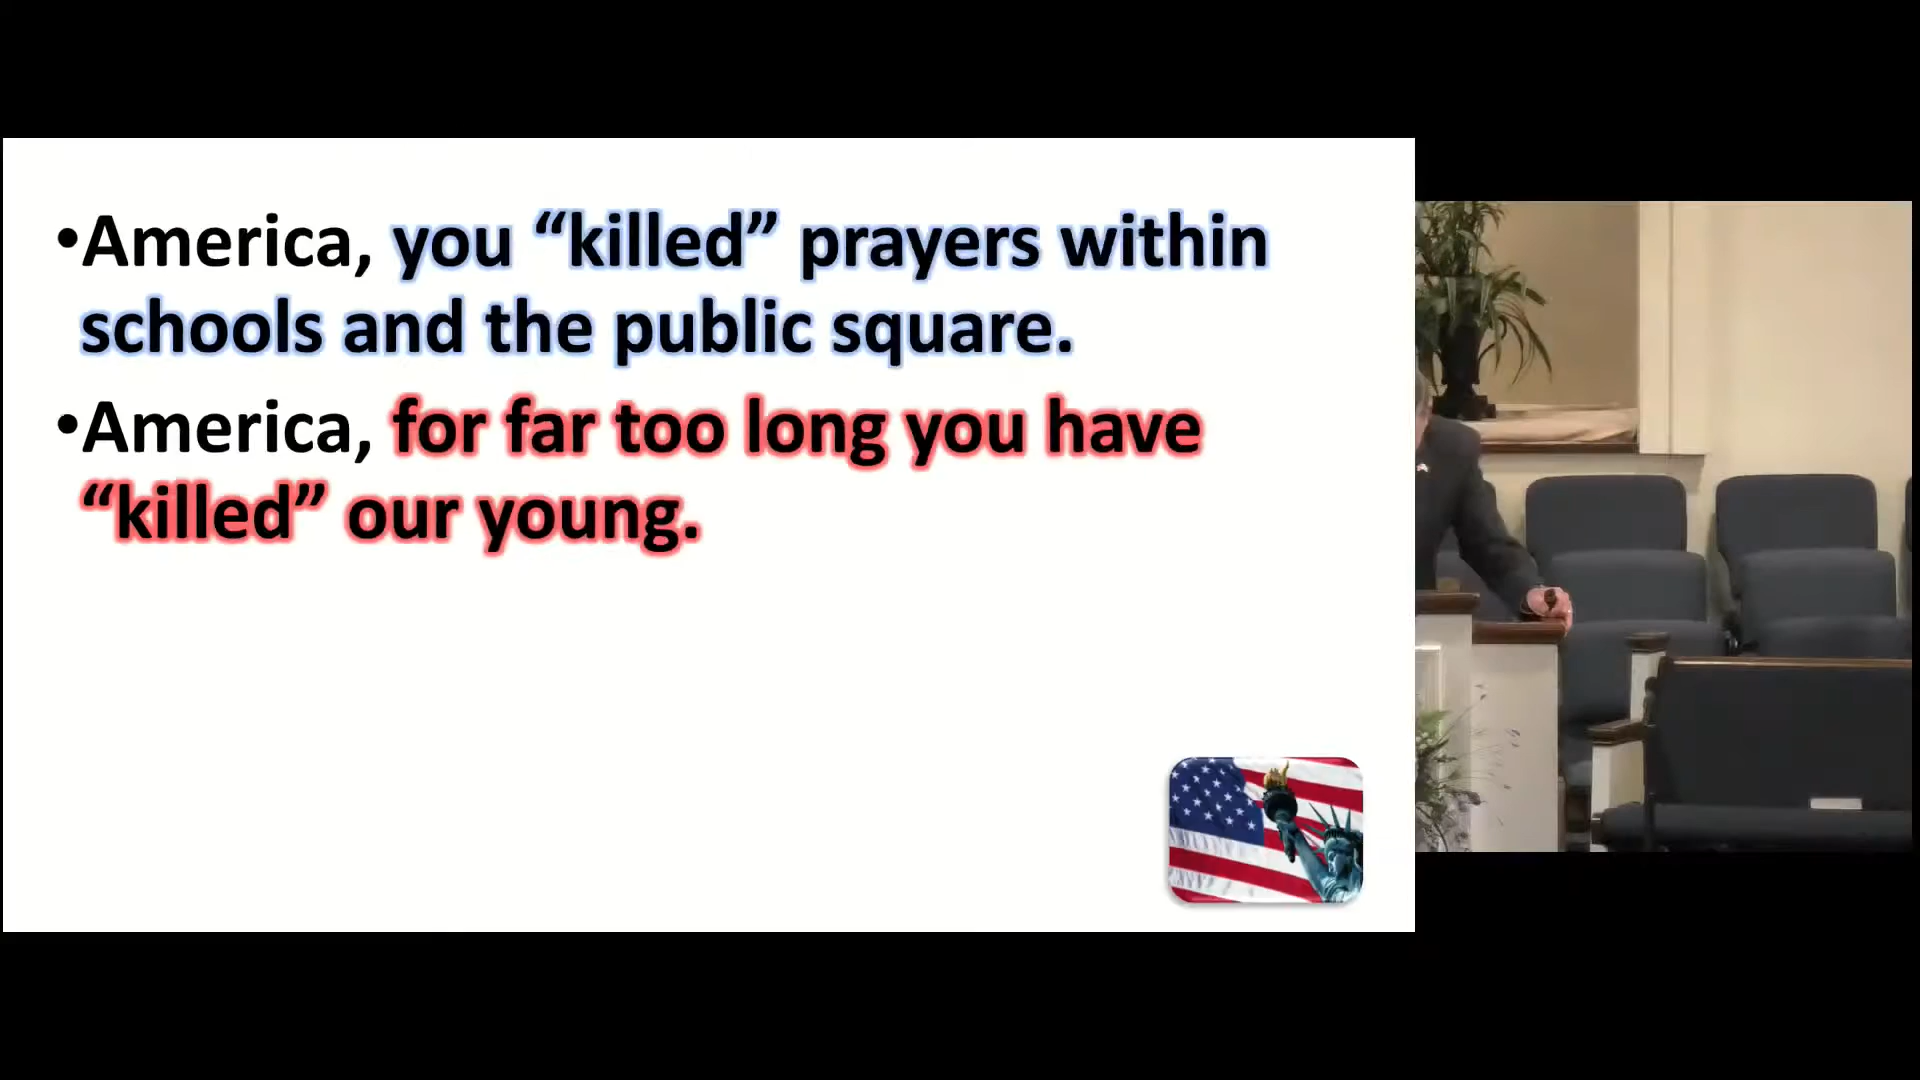 •America, you “killed” prayers within
schools and the public square.
•America, for far too long you have
“killed” our young.